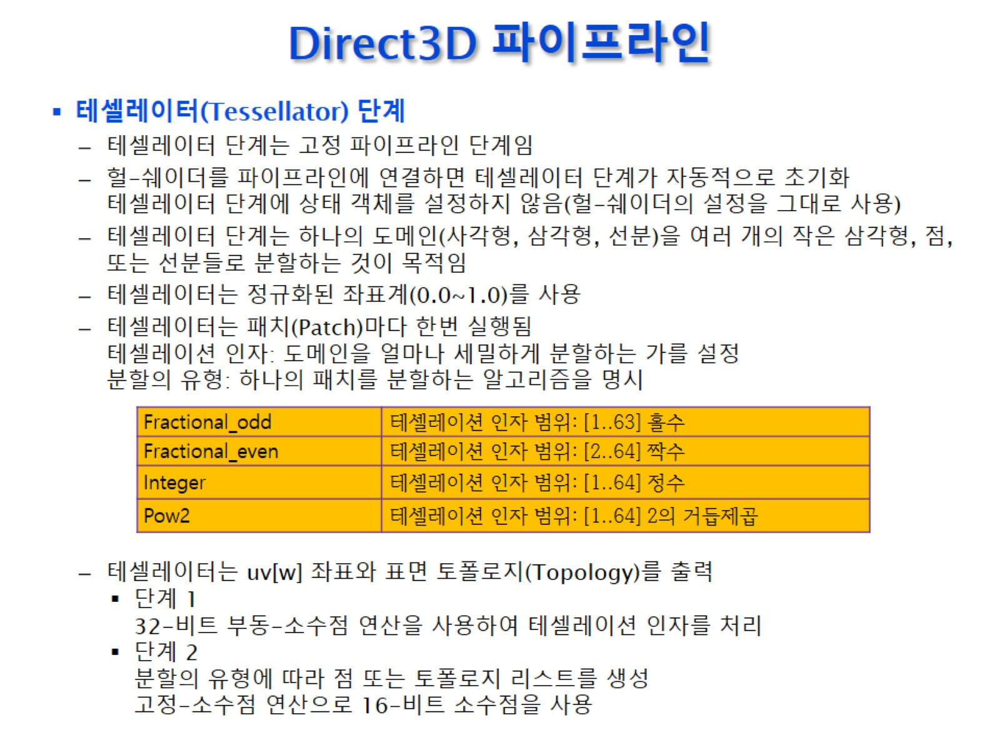 Direct3D 파이프라인
▪ 테셀레이터(Tessellator) 단계
– 테셀레이터 단계는 고정 파이프라인 단계임
– 헐-쉐이더를 파이프라인에 연결하면 테셀레이터 단계가 자동적으로 초기화
테셀레이터 단계에 상태 객체를 설정하지 않음(헐-쉐이더의 설정을 그대로 사용)
– 테셀레이터 단계는 하나의 도메인(사각형, 삼각형, 선분)을 여러 개의 작은 삼각형, 점,
또는 선분들로 분할하는 것이 목적임
– 테셀레이터는 정규화된 좌표계(0.0~1.0)를 사용
– 테셀레이터는 패치(Patch)마다 한번 실행됨
테셀레이션 인자: 도메인을 얼마나 세밀하게 분할하는 가를 설정
분할의 유형: 하나의 패치를 분할하는 알고리즘을 명시
Fractional_odd 테셀레이션 인자 범위: [1..63] 홀수
Fractional_even 테셀레이션 인자 범위: [2..64] 짝수
Integer 테셀레이션 인자 범위: [1..64] 정수
Pow2 테셀레이션 인자 범위: [1..64] 2의 거듭제곱
– 테셀레이터는 uv[w] 좌표와 표면 토폴로지(Topology)를 출력
▪ 단계 1
32-비트 부동-소수점 연산을 사용하여 테셀레이션 인자를 처리
▪ 단계 2
분할의 유형에 따라 점 또는 토폴로지 리스트를 생성
고정-소수점 연산으로 16-비트 소수점을 사용